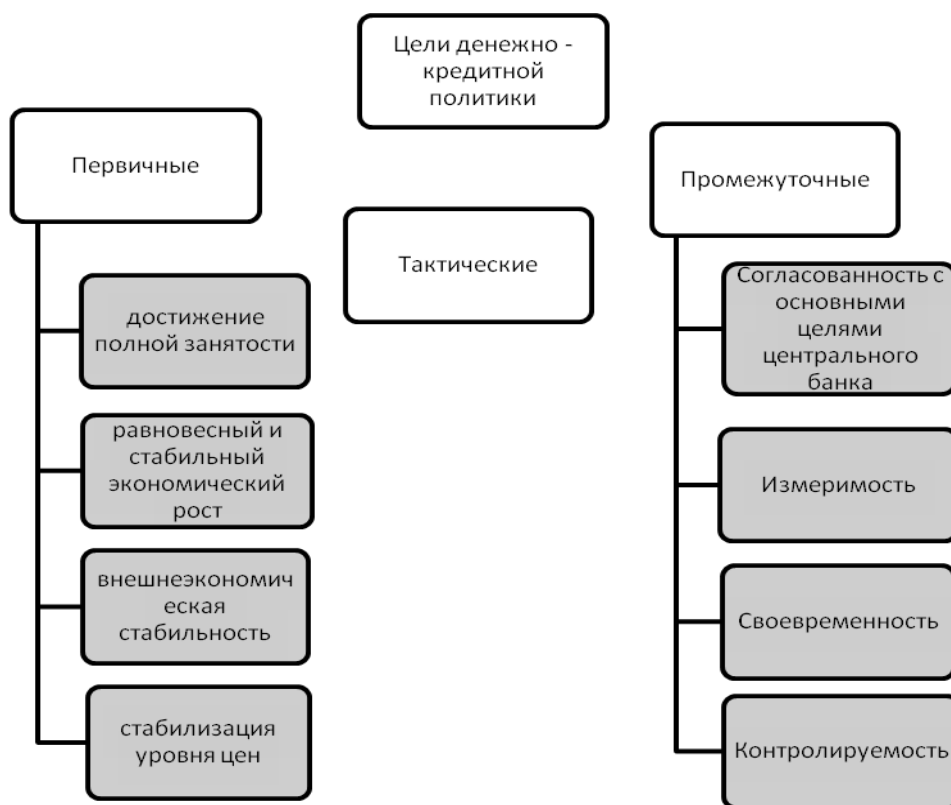 Цели денежно -
кредитной
политики
Первичные
достижение
полной занятости
равновесный и
стабильный
экономический
рост
внешнеэкономич
еская
стабильность
стабилизация
уровня цен
Тактические
Промежуточные
Согласованность с
основными
целями
центрального
банка
Измеримость
Своевременность
Контролируемость